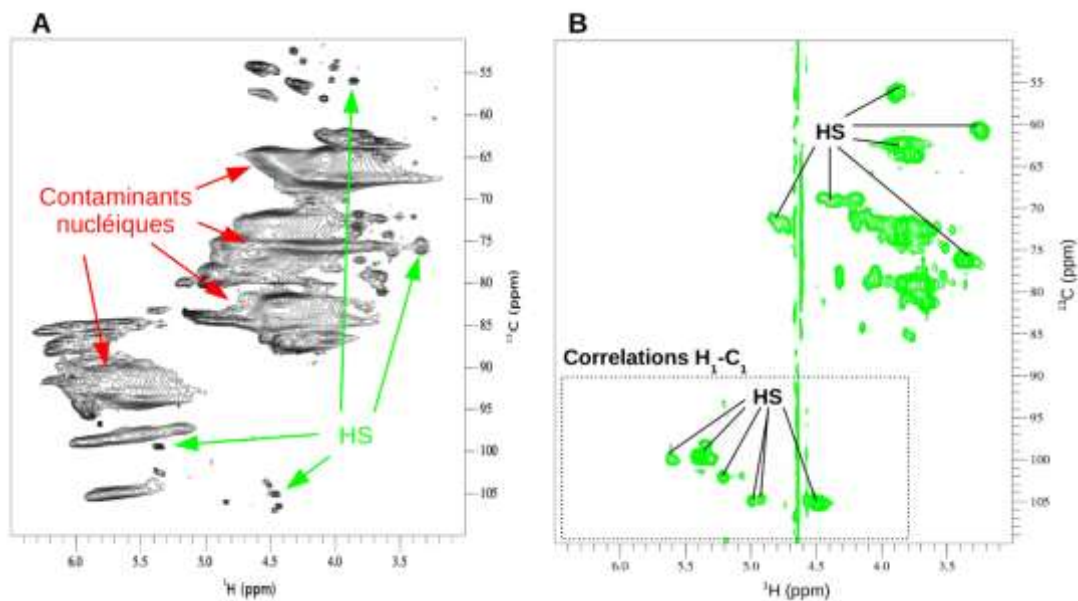 A
55
60
65
70
75
80
85
90
95
100
105
¹³C (ppm)
Contaminants
nucléiques
HS
6.0 5.5 5.0 4.5 4.0 3.5
¹H (ppm)
B
55
60
65
70
75
80
85
90
95
100
105
¹³C (ppm)
HS
Correlations H₁-C₁
HS
6.0 5.5 5.0 4.5 4.0 3.5
¹H (ppm)